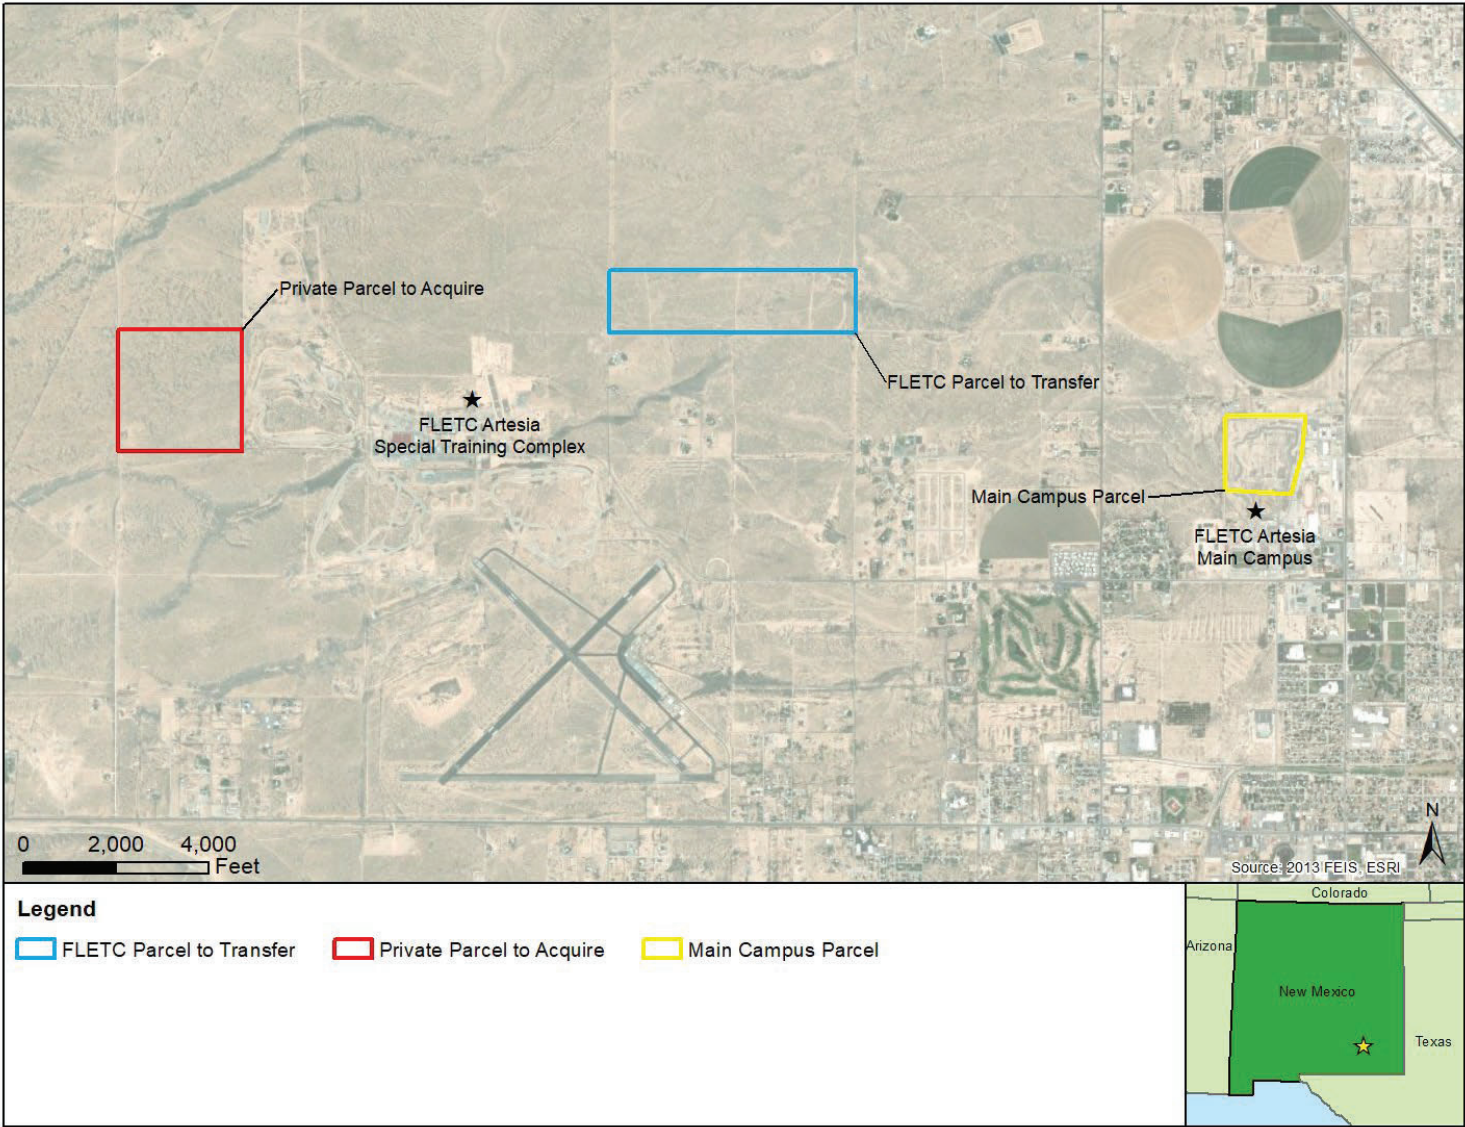 Private Parcel to Acquire
FLETC Parcel to Transfer
FLETC Artesia
Special Training Complex
Main Campus Parcel
FLETC Artesia
Main Campus
0 2,000 4,000
Feet
N
Source: 2013 FEIS, ESRI
Legend
FLETC Parcel to Transfer
Private Parcel to Acquire
Main Campus Parcel
Colorado
Arizona
New Mexico
Texas